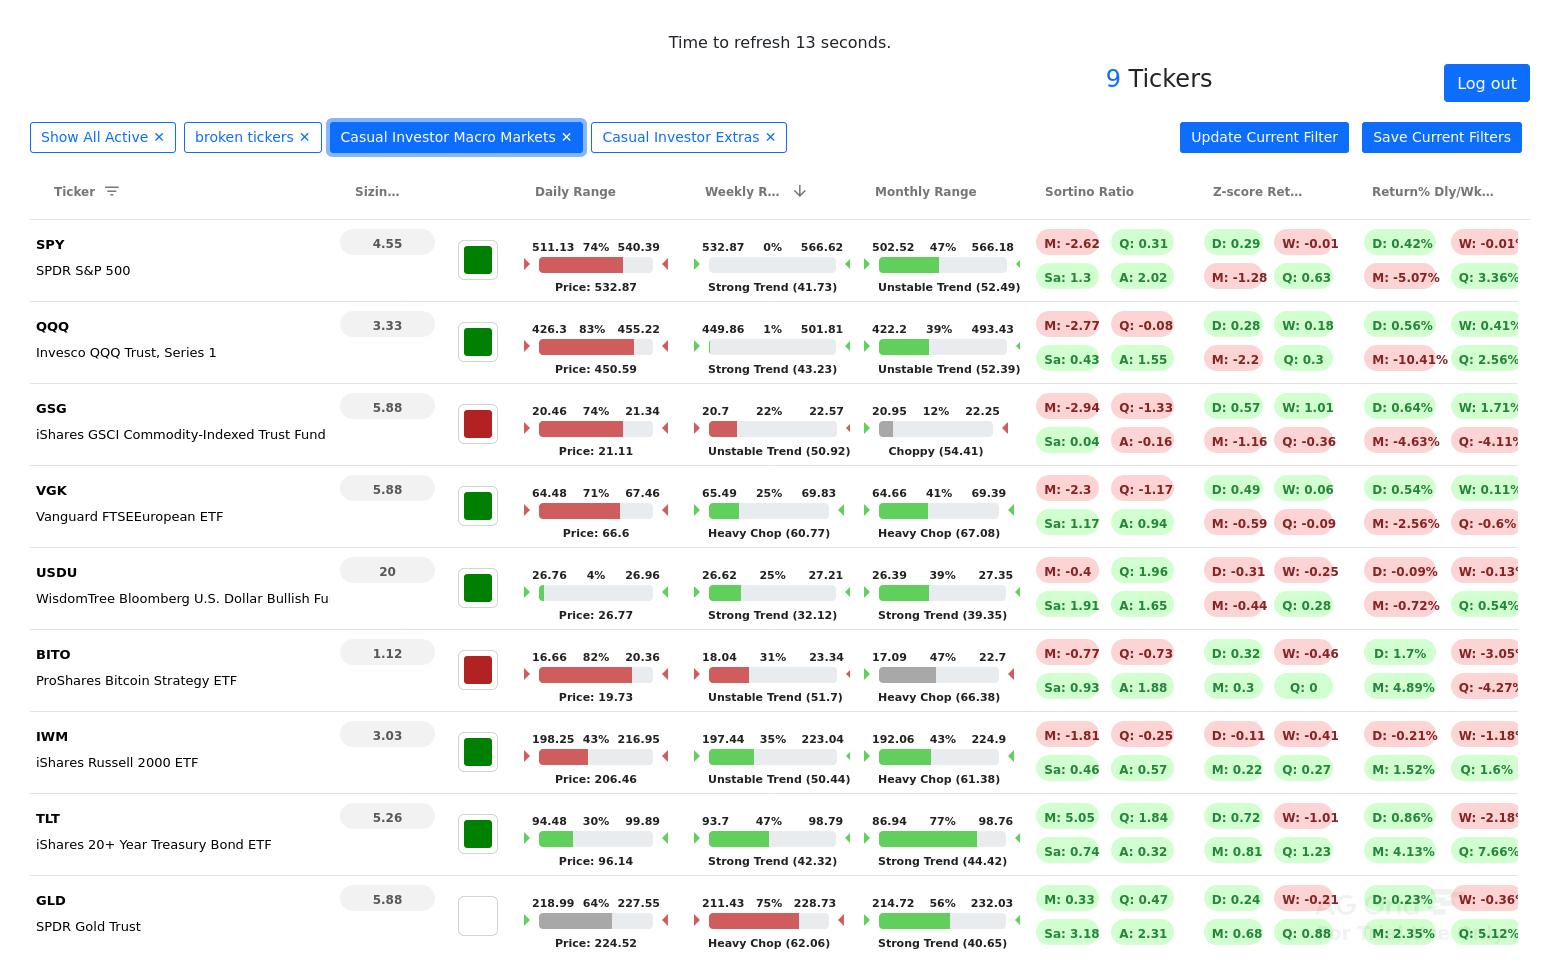 Time to refresh 13 seconds.
9 Tickers
Log out
Show All Active ✕ broken tickers ✕ Casual Investor Macro Markets ✕ Casual Investor Extras ✕ Update Current Filter Save Current Filters
Ticker Sizin... Daily Range Weekly R... Monthly Range Sortino Ratio Z-score Ret... Return% Dly/Wk...
SPY 4.55 511.13 74% 540.39 532.87 0% 566.62 502.52 47% 566.18 M: -2.62 Q: 0.31 D: 0.29 W: -0.01 D: 0.42% W: -0.01%
SPDR S&P 500 Price: 532.87 Strong Trend (41.73) Unstable Trend (52.49) Sa: 1.3 A: 2.02 M: -1.28 Q: 0.63 M: -5.07% Q: 3.36%
QQQ 3.33 426.3 83% 455.22 449.86 1% 501.81 422.2 39% 493.43 M: -2.77 Q: -0.08 D: 0.28 W: 0.18 D: 0.56% W: 0.41%
Invesco QQQ Trust, Series 1 Price: 450.59 Strong Trend (43.23) Unstable Trend (52.39) Sa: 0.43 A: 1.55 M: -2.2 Q: 0.3 M: -10.41% Q: 2.56%
GSG 5.88 20.46 74% 21.34 20.7 22% 22.57 20.95 12% 22.25 M: -2.94 Q: -1.33 D: 0.57 W: 1.01 D: 0.64% W: 1.71%
iShares GSCI Commodity-Indexed Trust Fund Price: 21.11 Unstable Trend (50.92) Choppy (54.41) Sa: 0.04 A: -0.16 M: -1.16 Q: -0.36 M: -4.63% Q: -4.11%
VGK 5.88 64.48 71% 67.46 65.49 25% 69.83 64.66 41% 69.39 M: -2.3 Q: -1.17 D: 0.49 W: 0.06 D: 0.54% W: 0.11%
Vanguard FTSEEuropean ETF Price: 66.6 Heavy Chop (60.77) Heavy Chop (67.08) Sa: 1.17 A: 0.94 M: -0.59 Q: -0.09 M: -2.56% Q: -0.6%
USDU 20 26.76 4% 26.96 26.62 25% 27.21 26.39 39% 27.35 M: -0.4 Q: 1.96 D: -0.31 W: -0.25 D: -0.09% W: -0.13%
WisdomTree Bloomberg U.S. Dollar Bullish Fu Price: 26.77 Strong Trend (32.12) Strong Trend (39.35) Sa: 1.91 A: 1.65 M: -0.44 Q: 0.28 M: -0.72% Q: 0.54%
BITO 1.12 16.66 82% 20.36 18.04 31% 23.34 17.09 47% 22.7 M: -0.77 Q: -0.73 D: 0.32 W: -0.46 D: 1.7% W: -3.05%
ProShares Bitcoin Strategy ETF Price: 19.73 Unstable Trend (51.7) Heavy Chop (66.38) Sa: 0.93 A: 1.88 M: 0.3 Q: 0 M: 4.89% Q: -4.27%
IWM 3.03 198.25 43% 216.95 197.44 35% 223.04 192.06 43% 224.9 M: -1.81 Q: -0.25 D: -0.11 W: -0.41 D: -0.21% W: -1.18%
iShares Russell 2000 ETF Price: 206.46 Unstable Trend (50.44) Heavy Chop (61.38) Sa: 0.46 A: 0.57 M: 0.22 Q: 0.27 M: 1.52% Q: 1.6%
TLT 5.26 94.48 30% 99.89 93.7 47% 98.79 86.94 77% 98.76 M: 5.05 Q: 1.84 D: 0.72 W: -1.01 D: 0.86% W: -2.18%
iShares 20+ Year Treasury Bond ETF Price: 96.14 Strong Trend (42.32) Strong Trend (44.42) Sa: 0.74 A: 0.32 M: 0.81 Q: 1.23 M: 4.13% Q: 7.66%
GLD 5.88 218.99 64% 227.55 211.43 75% 228.73 214.72 56% 232.03 M: 0.33 Q: 0.47 D: 0.24 W: -0.21 D: 0.23% W: -0.36%
SPDR Gold Trust Price: 224.52 Heavy Chop (62.06) Strong Trend (40.65) Sa: 3.18 A: 2.31 M: 0.68 Q: 0.88 M: 2.35% Q: 5.12%